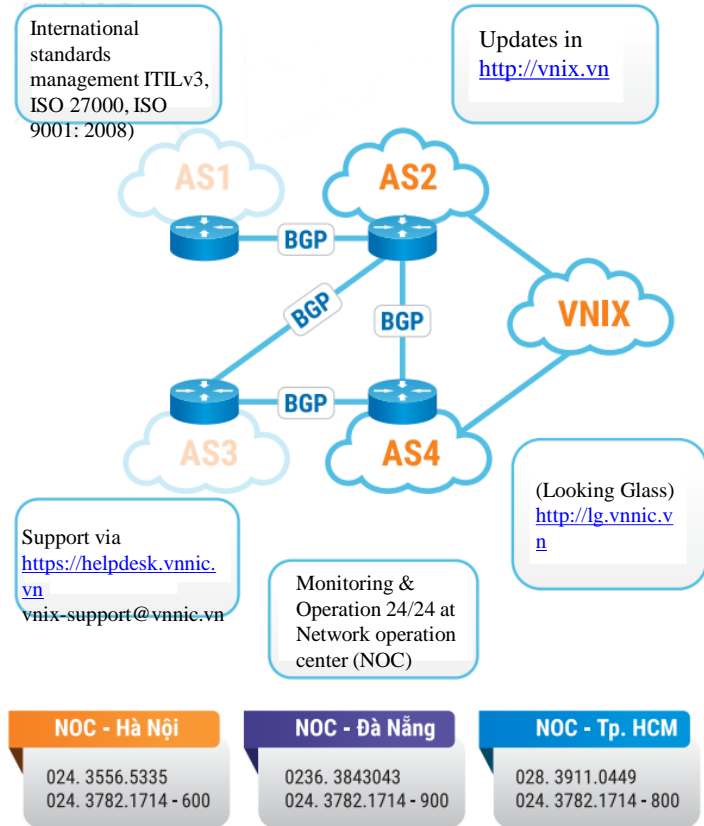 International
standards
management ITILv3,
ISO 27000, ISO
9001: 2008)
Updates in
http://vnix.vn
AS1
AS2
BGP
BGP
BGP
VNIX
BGP
AS3
AS4
(Looking Glass)
http://lg.vnnic.v
n
Support via
https://helpdesk.vnnic.
vn
vnix-support@vnnic.vn
Monitoring &
Operation 24/24 at
Network operation
center (NOC)
NOC - Hà Nội
024. 3556.5335
024. 3782.1714 - 600
NOC - Đà Nẵng
0236. 3843043
024. 3782.1714 - 900
NOC - Tp. HCM
028. 3911.0449
024. 3782.1714 - 800